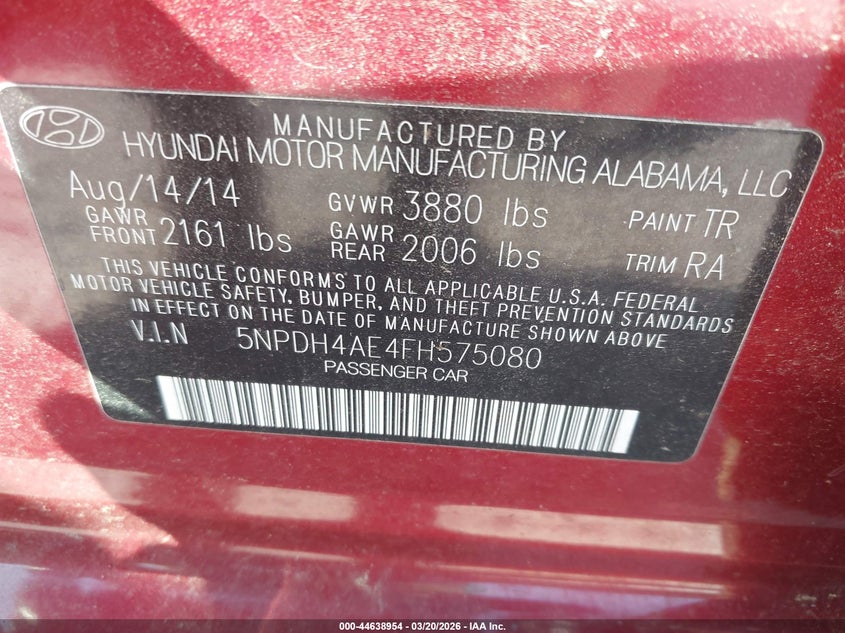 MANUFACTURED BY
HYUNDAI MOTOR MANUFACTURING ALABAMA, LLC
Aug/14/14 GVWR 3880 lbs PAINT TR
GAWR FRONT 2161 lbs GAWR REAR 2006 lbs TRIM RA
THIS VEHICLE CONFORMS TO ALL APPLICABLE U.S.A. FEDERAL
MOTOR VEHICLE SAFETY, BUMPER, AND THEFT PREVENTION STANDARDS
IN EFFECT ON THE DATE OF MANUFACTURE SHOWN ABOVE
V.I.N 5NPDH4AE4FH575080
PASSENGER CAR
000-44638954 | 03/20/2026 - IAA Inc.